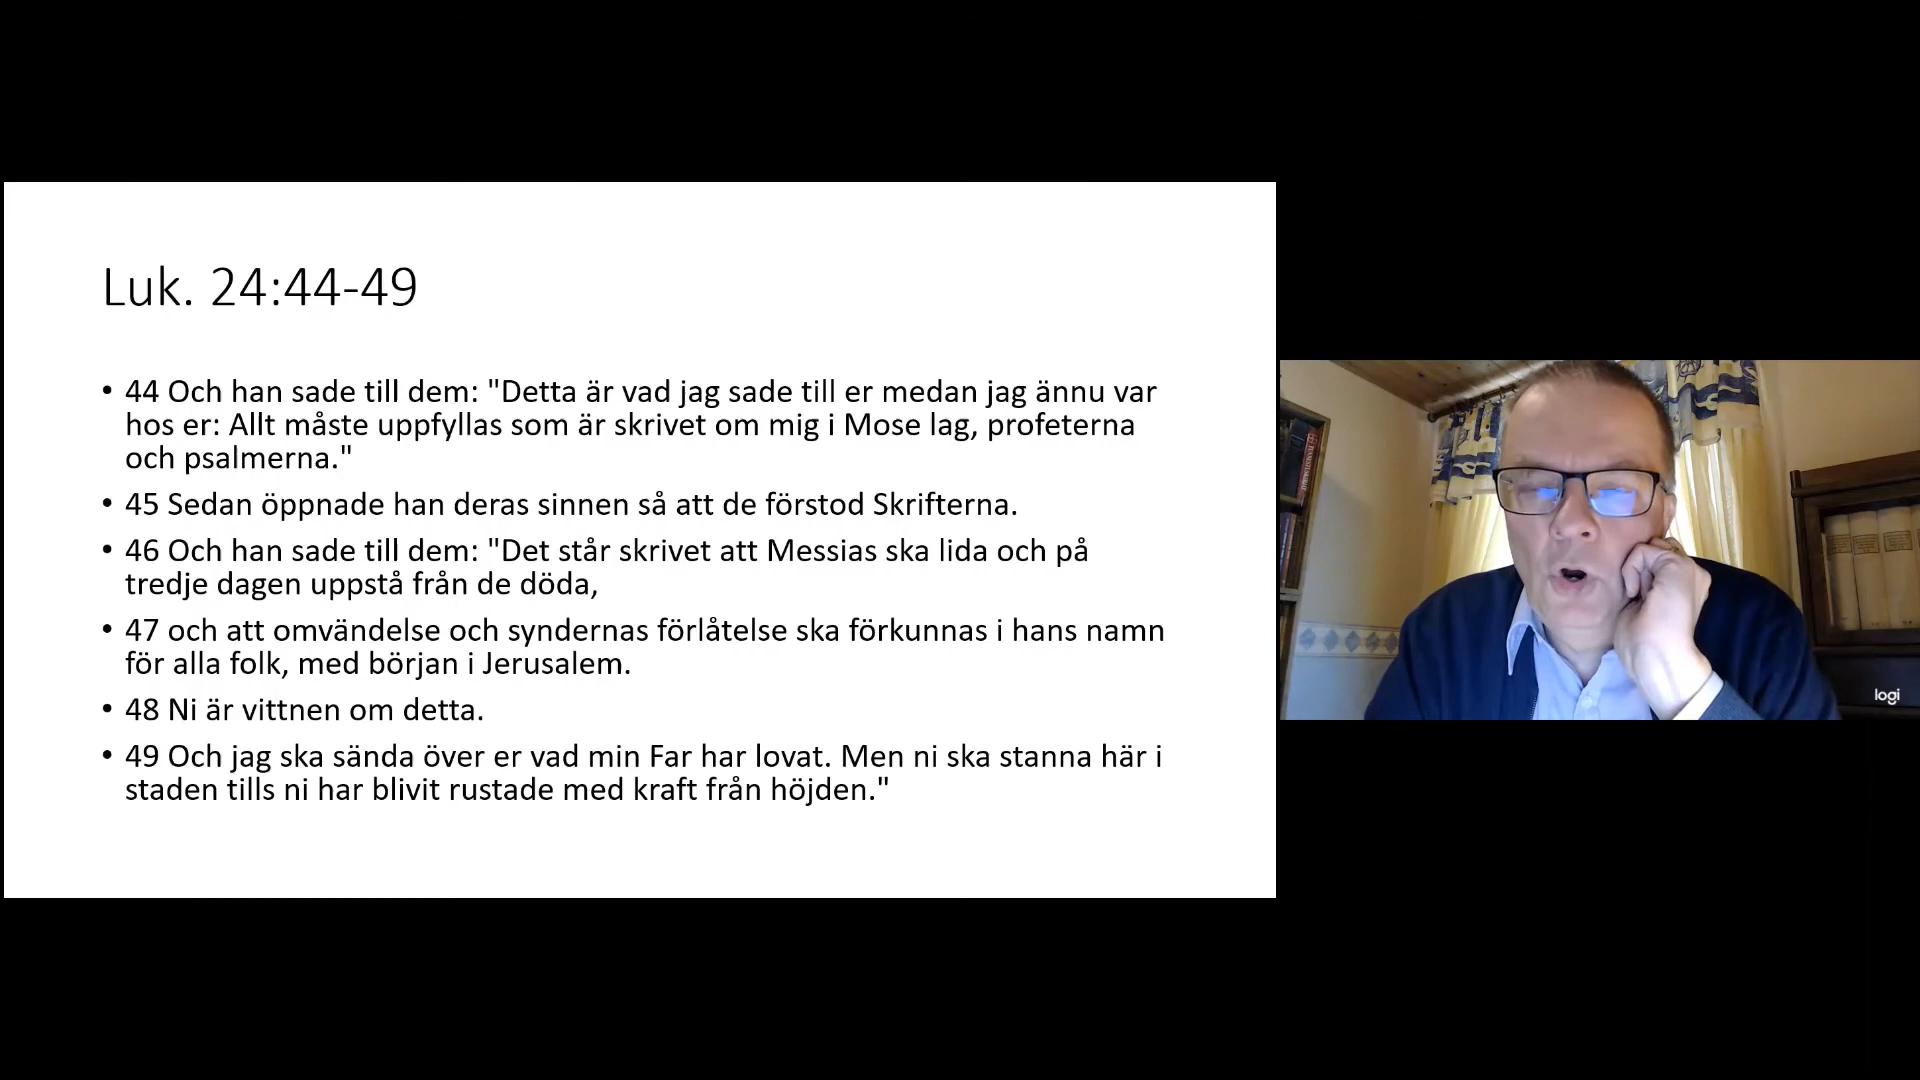 Luk. 24:44-49
• 44 Och han sade till dem: "Detta är vad jag sade till er medan jag ännu var
hos er: Allt måste uppfyllas som är skrivet om mig i Mose lag, profeterna
och psalmerna."
• 45 Sedan öppnade han deras sinnen så att de förstod Skrifterna.
• 46 Och han sade till dem: "Det står skrivet att Messias ska lida och på
tredje dagen uppstå från de döda,
• 47 och att omvändelse och syndernas förlåtelse ska förkunnas i hans namn
för alla folk, med början i Jerusalem.
• 48 Ni är vittnen om detta.
• 49 Och jag ska sända över er vad min Far har lovat. Men ni ska stanna här i
staden tills ni har blivit rustade med kraft från höjden."
logi